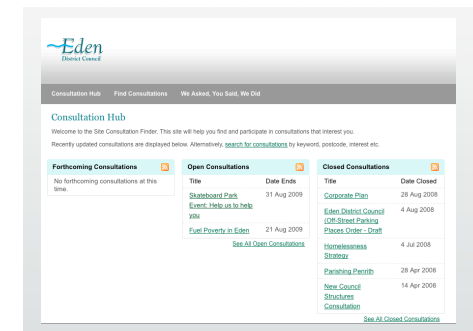 Eden
District Council
Consultation Hub Find Consultations We Asked, You Said, We Did
Consultation Hub
Welcome to the Site Consultation Finder. This site will help you find and participate in consultations that interest you.
Recently updated consultations are displayed below. Alternatively, search for consultations by keyword, postcode, interest etc.
Forthcoming Consultations
No forthcoming consultations at this
time.
Open Consultations
Title Date Ends
Skateboard Park 31 Aug 2009
Event: Help us to help
you
Fuel Poverty in Eden 21 Aug 2009
See All Open Consultations
Closed Consultations
Title Date Closed
Corporate Plan 28 Aug 2008
Eden District Council 4 Aug 2008
(Off-Street Parking
Places Order - Draft
Homelessness 4 Jul 2008
Strategy
Parishing Penrith 28 Apr 2008
New Council 14 Apr 2008
Structures
Consultation
See All Closed Consultations